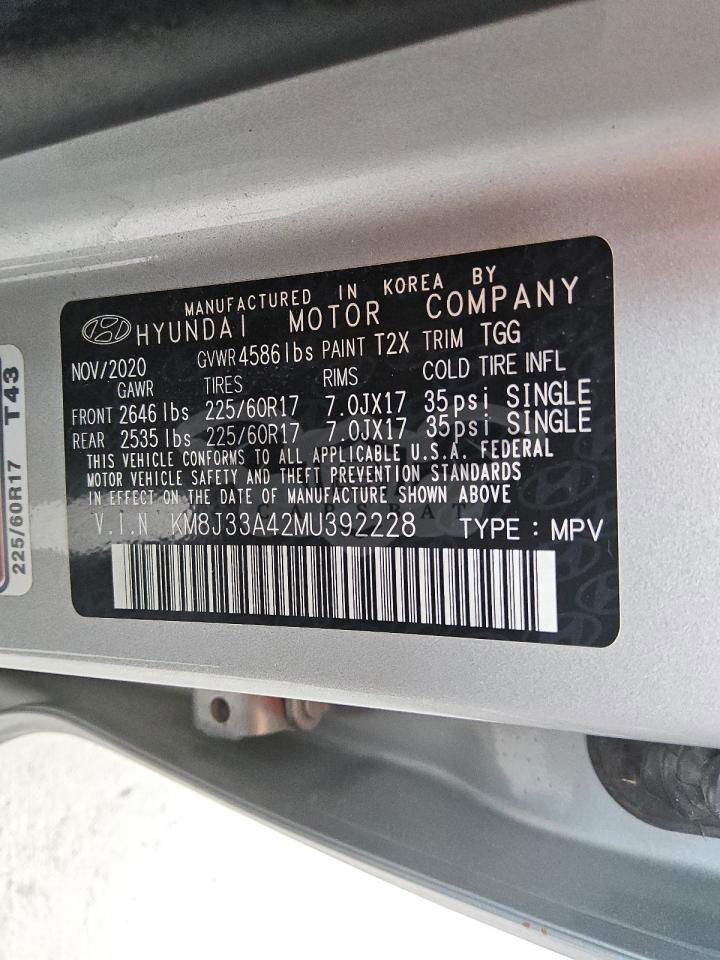 MANUFACTURED IN KOREA BY
HYUNDAI MOTOR COMPANY
NOV/2020 GVWR 4586 lbs PAINT T2X TRIM TGG
GAWR TIRES RIMS COLD TIRE INFL
FRONT 2646 lbs 225/60R17 7.0JX17 35psi SINGLE
REAR 2535 lbs 225/60R17 7.0JX17 35psi SINGLE
THIS VEHICLE CONFORMS TO ALL APPLICABLE U.S.A. FEDERAL
MOTOR VEHICLE SAFETY AND THEFT PREVENTION STANDARDS
IN EFFECT ON THE DATE OF MANUFACTURE SHOWN ABOVE
V.I.N KM8J33A42MU392228 TYPE : MPV
225/60R17 T43